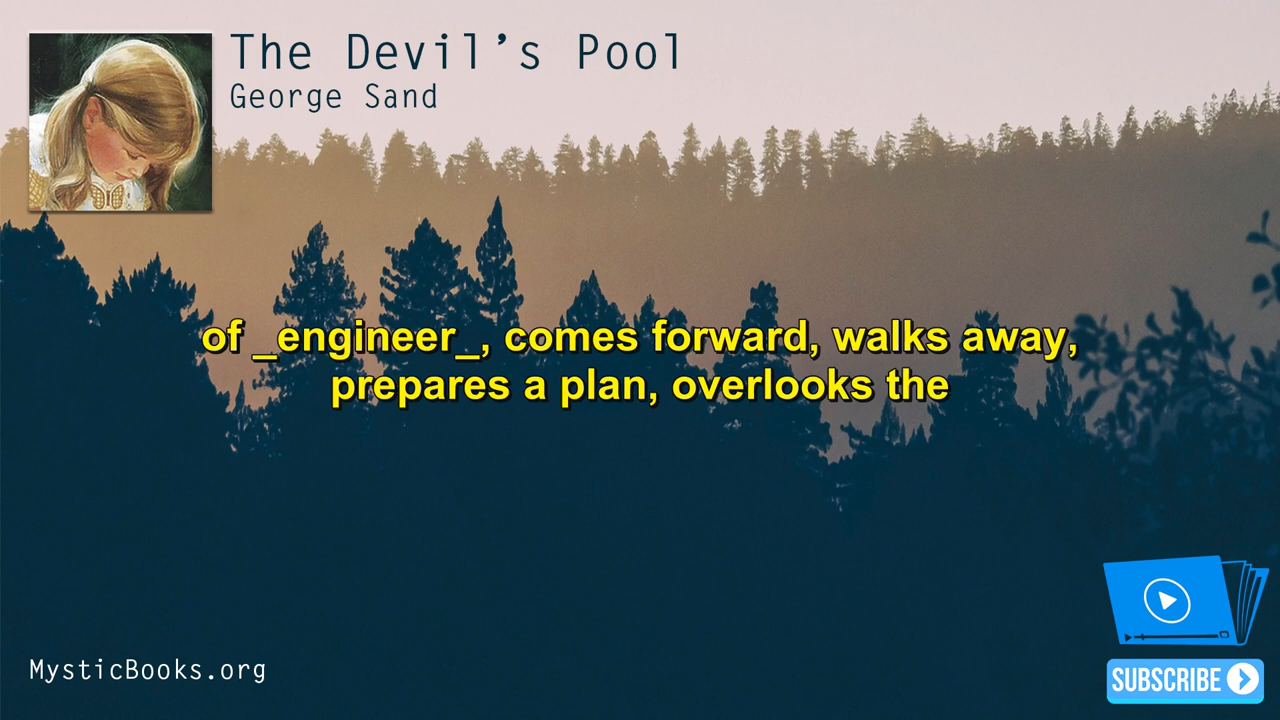 The Devil’s Pool
George Sand
of _engineer_, comes forward, walks away,
prepares a plan, overlooks the
MysticBooks.org
SUBSCRIBE